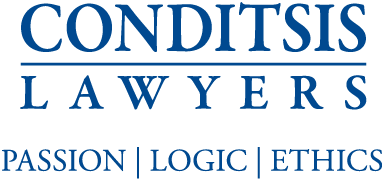 CONDITSIS
LAWYERS
PASSION | LOGIC | ETHICS